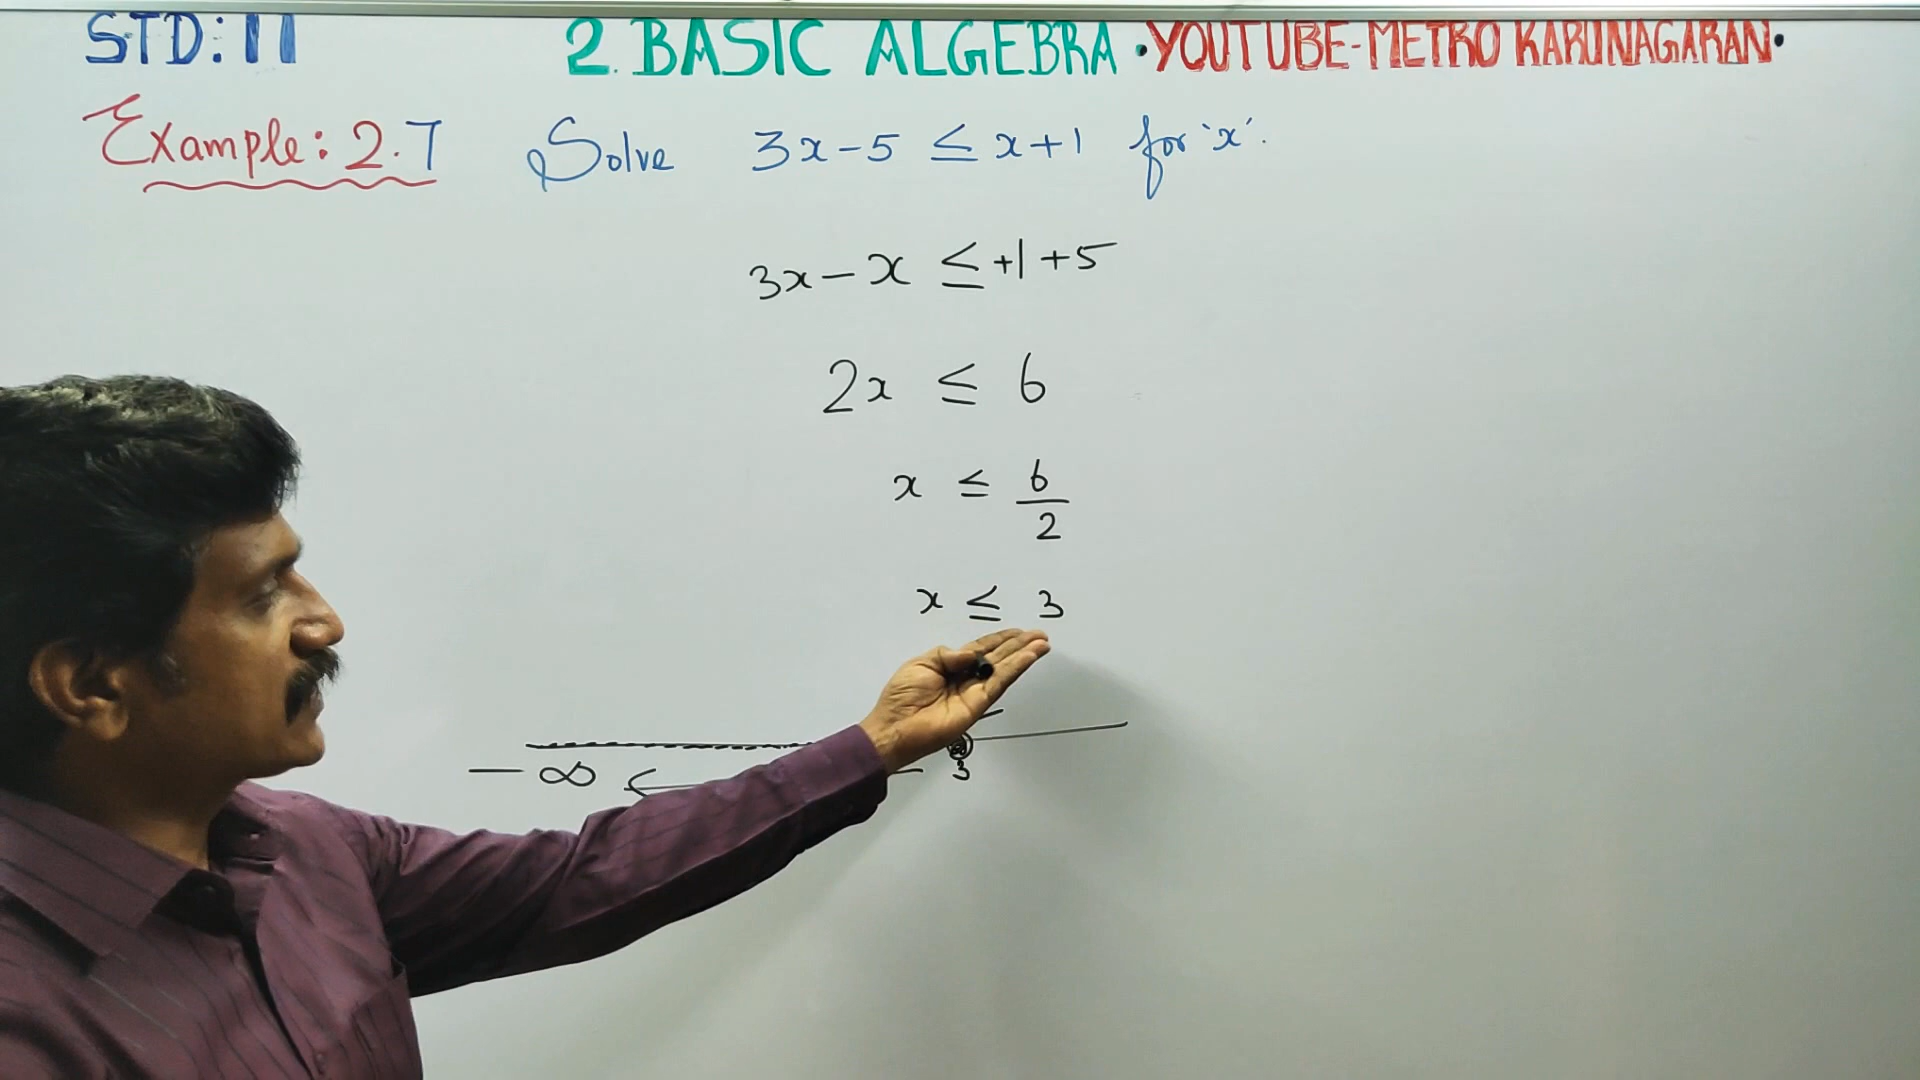 STD: 11 2. BASIC ALGEBRA • YOUTUBE-METRO KARUNAGARAN •
Example: 2.7 Solve 3x-5 ≤ x+1 for 'x'.
3x-x ≤ +1+5
2x ≤ 6
x ≤ 6/2
x ≤ 3
-∞ 3